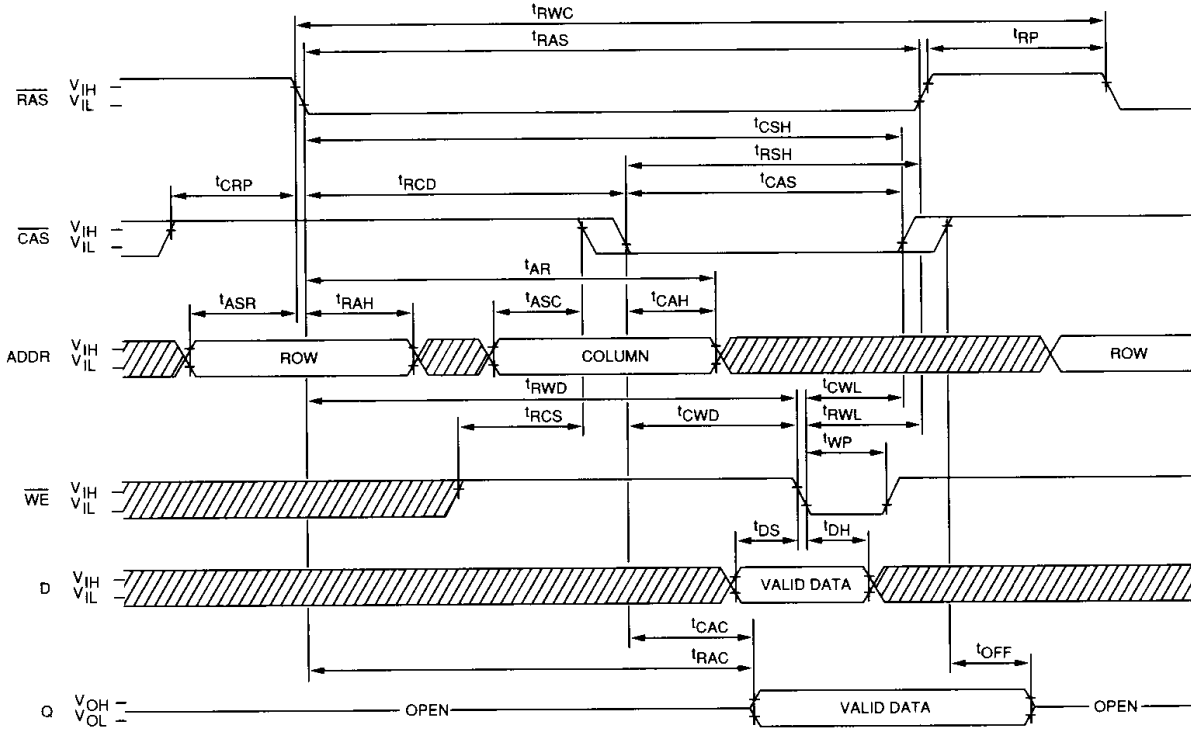 tRWC
tRAS
tRP
RAS VIH
VIL
tCSH
tRSH
tCRP
tRCD
tCAS
CAS VIH
VIL
tAR
tASR
tRAH
tASC
tCAH
ADDR VIH
VIL
ROW
COLUMN
ROW
tRWD
tCWL
tRCS
tCWD
tRWL
tWP
WE VIH
VIL
tDS
tDH
D VIH
VIL
VALID DATA
tCAC
tRAC
tOFF
Q VOH
VOL
OPEN
VALID DATA
OPEN